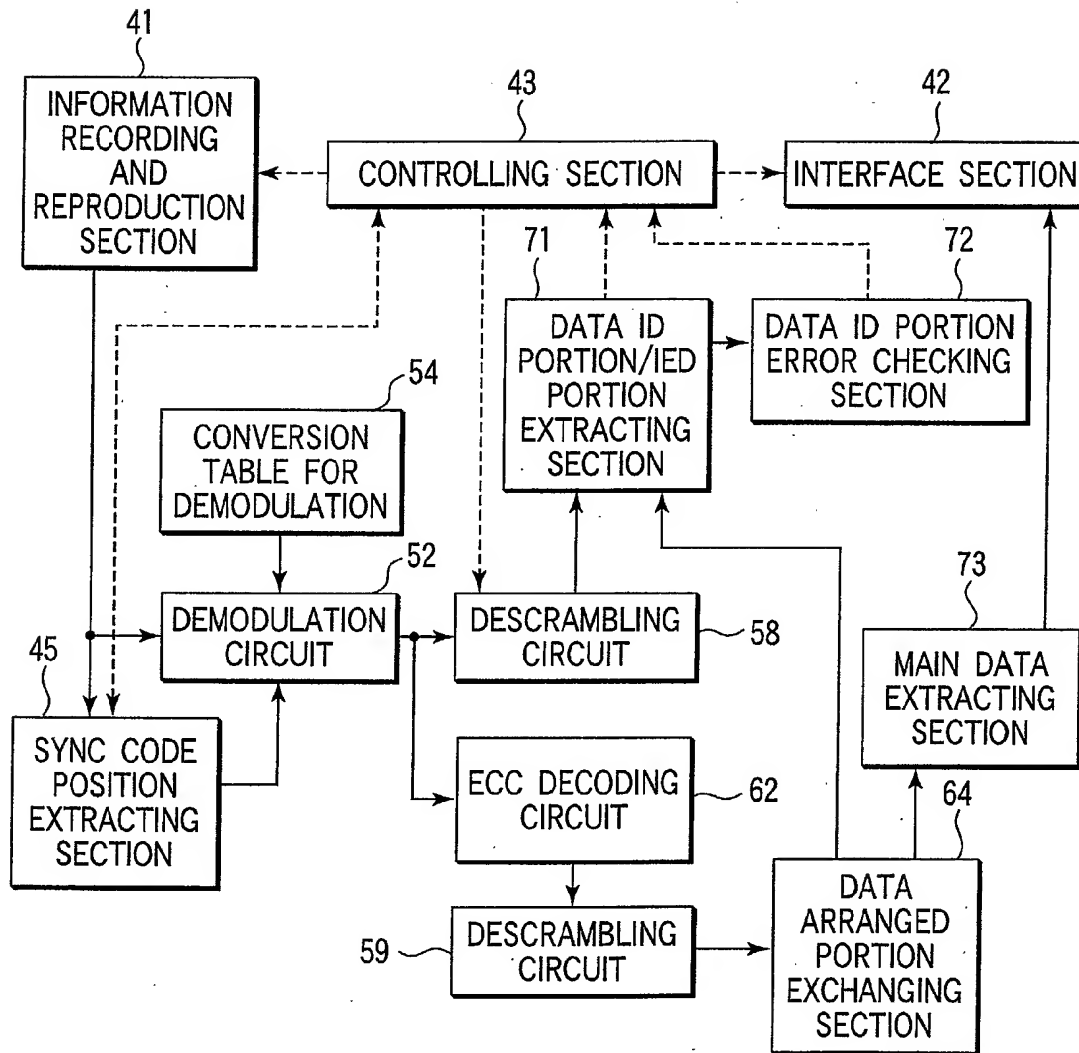 41
INFORMATION
RECORDING
AND
REPRODUCTION
SECTION
43
CONTROLLING SECTION
42
INTERFACE SECTION
71
DATA ID
PORTION/IED
PORTION
EXTRACTING
SECTION
72
DATA ID PORTION
ERROR CHECKING
SECTION
54
CONVERSION
TABLE FOR
DEMODULATION
52
DEMODULATION
CIRCUIT
DESCRAMBLING
CIRCUIT
58
73
MAIN DATA
EXTRACTING
SECTION
45
SYNC CODE
POSITION
EXTRACTING
SECTION
ECC DECODING
CIRCUIT
62
64
DATA
ARRANGED
PORTION
EXCHANGING
SECTION
59
DESCRAMBLING
CIRCUIT